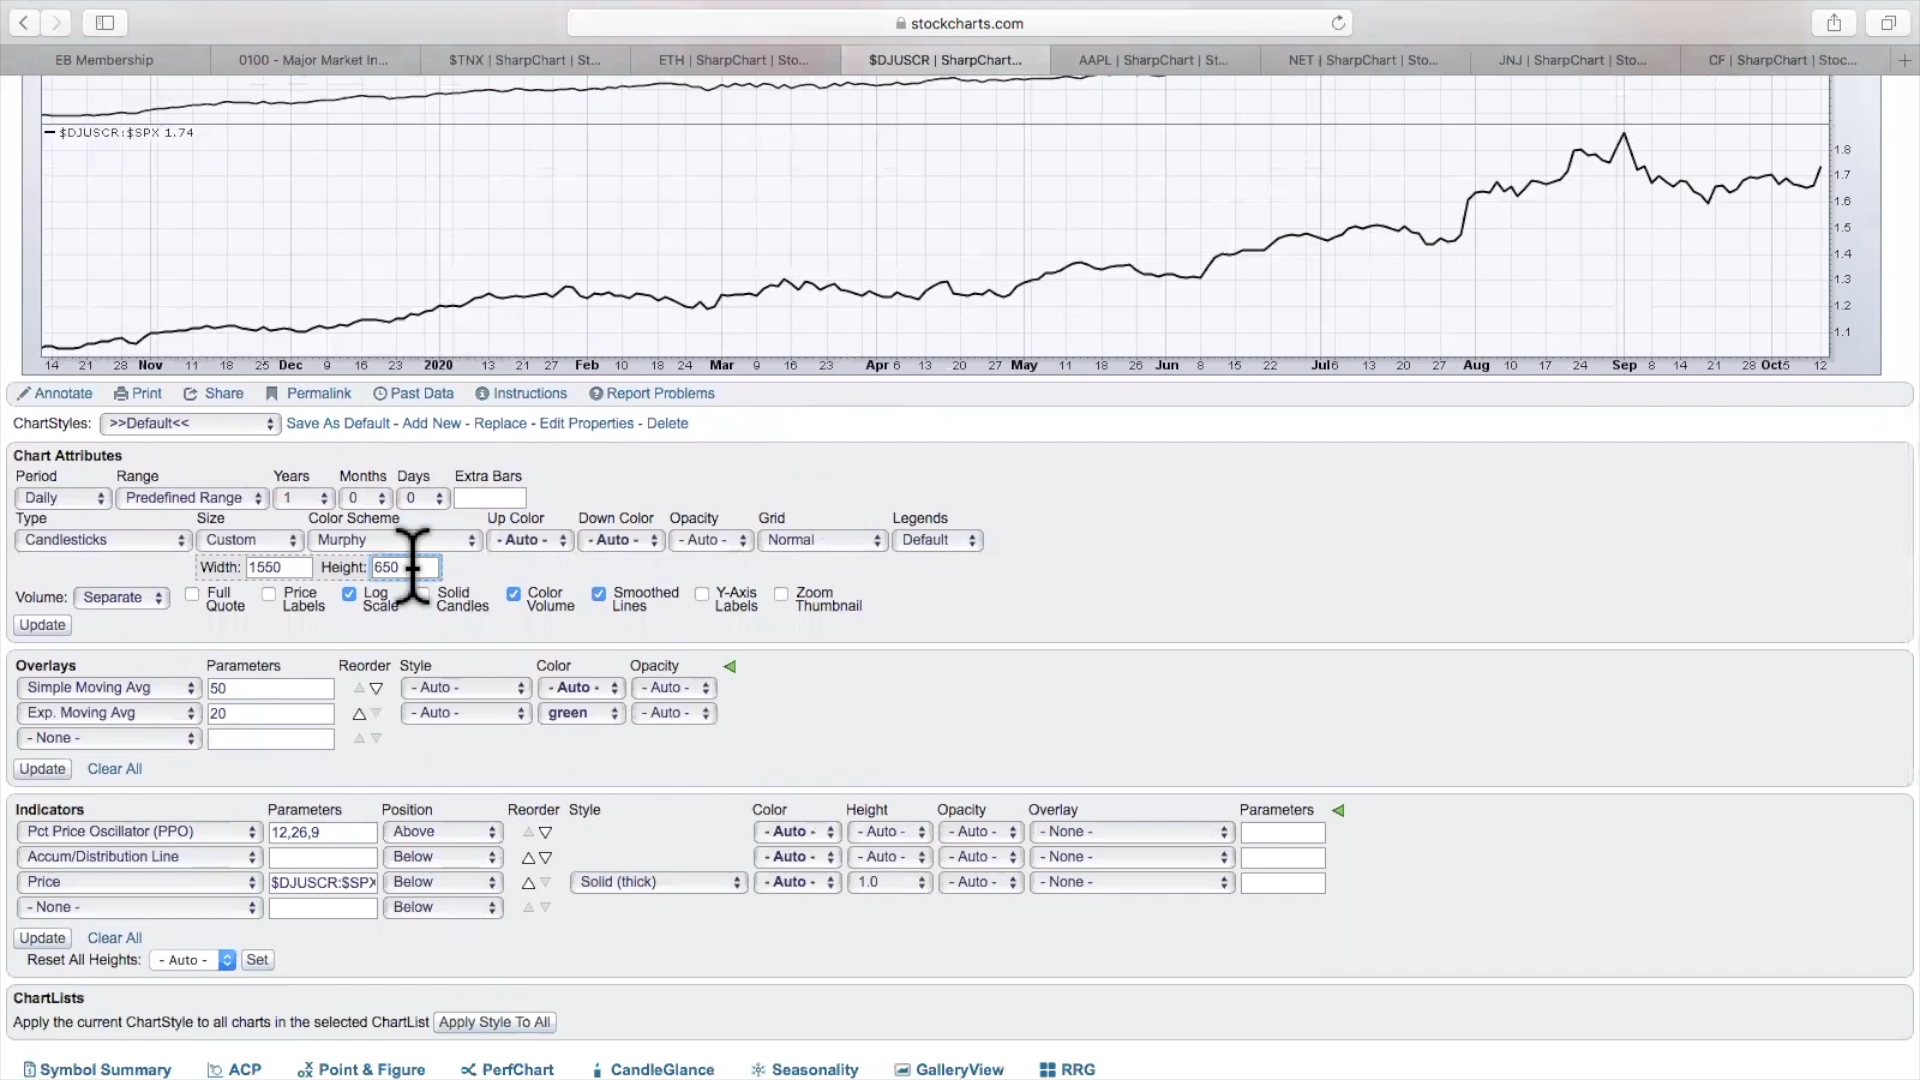 stockcharts.com
EB Membership 0100 - Major Market In... $TNX | SharpChart | St... ETH | SharpChart | Sto... $DJUSCR | SharpChart... AAPL | SharpChart | St... NET | SharpChart | Sto... JNJ | SharpChart | Sto... CF | SharpChart | Stoc...
$DJUSCR:$SPX 1.74
1.8
1.7
1.6
1.5
1.4
1.3
1.2
1.1
14 21 28 Nov 11 18 25 Dec 9 16 23 2020 13 21 27 Feb 10 18 24 Mar 9 16 23 Apr 6 13 20 27 May 11 18 26 Jun 8 15 22 Jul6 13 20 27 Aug 10 17 24 Sep 8 14 21 28 Oct5 12
Annotate Print Share Permalink Past Data Instructions Report Problems
ChartStyles: >>Default<< Save As Default - Add New - Replace - Edit Properties - Delete
Chart Attributes
Period Range Years Months Days Extra Bars
Daily Predefined Range 1 0 0
Type Size Color Scheme Up Color Down Color Opacity Grid Legends
Candlesticks Custom Murphy - Auto - - Auto - - Auto - Normal Default
Width: 1550 Height: 650
Volume: Separate Full Quote Price Labels Log Scale Solid Candles Color Volume Smoothed Lines Y-Axis Labels Zoom Thumbnail
Update
Overlays Parameters Reorder Style Color Opacity
Simple Moving Avg 50 - Auto - - Auto - - Auto -
Exp. Moving Avg 20 - Auto - green - Auto -
- None -
Update Clear All
Indicators Parameters Position Reorder Style Color Height Opacity Overlay Parameters
Pct Price Oscillator (PPO) 12,26,9 Above - Auto - - Auto - - Auto - - None -
Accum/Distribution Line Below - Auto - - Auto - - Auto - - None -
Price $DJUSCR:$SPX Below Solid (thick) - Auto - 1.0 - Auto - - None -
- None - Below
Update Clear All
Reset All Heights: - Auto - Set
ChartLists
Apply the current ChartStyle to all charts in the selected ChartList Apply Style To All
Symbol Summary ACP Point & Figure PerfChart CandleGlance Seasonality GalleryView RRG